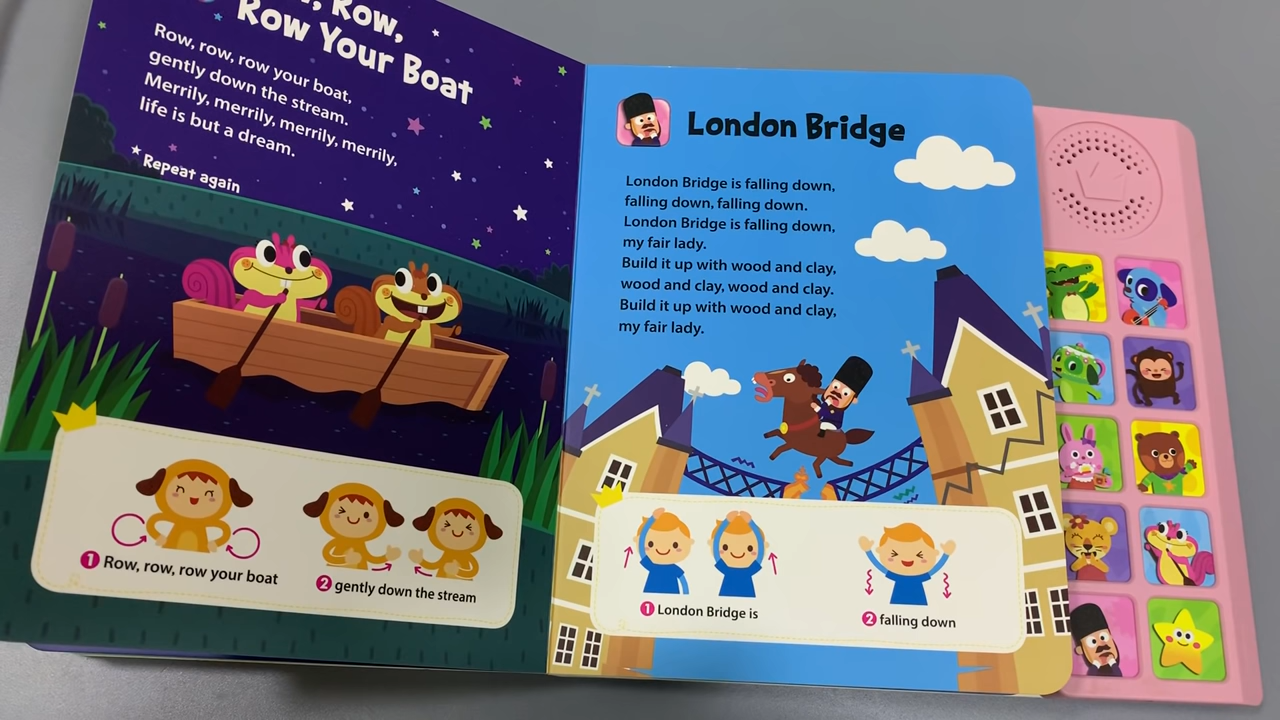 Row,
Row Your Boat
Row, row, row your boat,
gently down the stream.
Merrily, merrily, merrily, merrily,
life is but a dream.
Repeat again
1 Row, row, row your boat
2 gently down the stream
London Bridge
London Bridge is falling down,
falling down, falling down.
London Bridge is falling down,
my fair lady.
Build it up with wood and clay,
wood and clay, wood and clay.
Build it up with wood and clay,
my fair lady.
1 London Bridge is
2 falling down